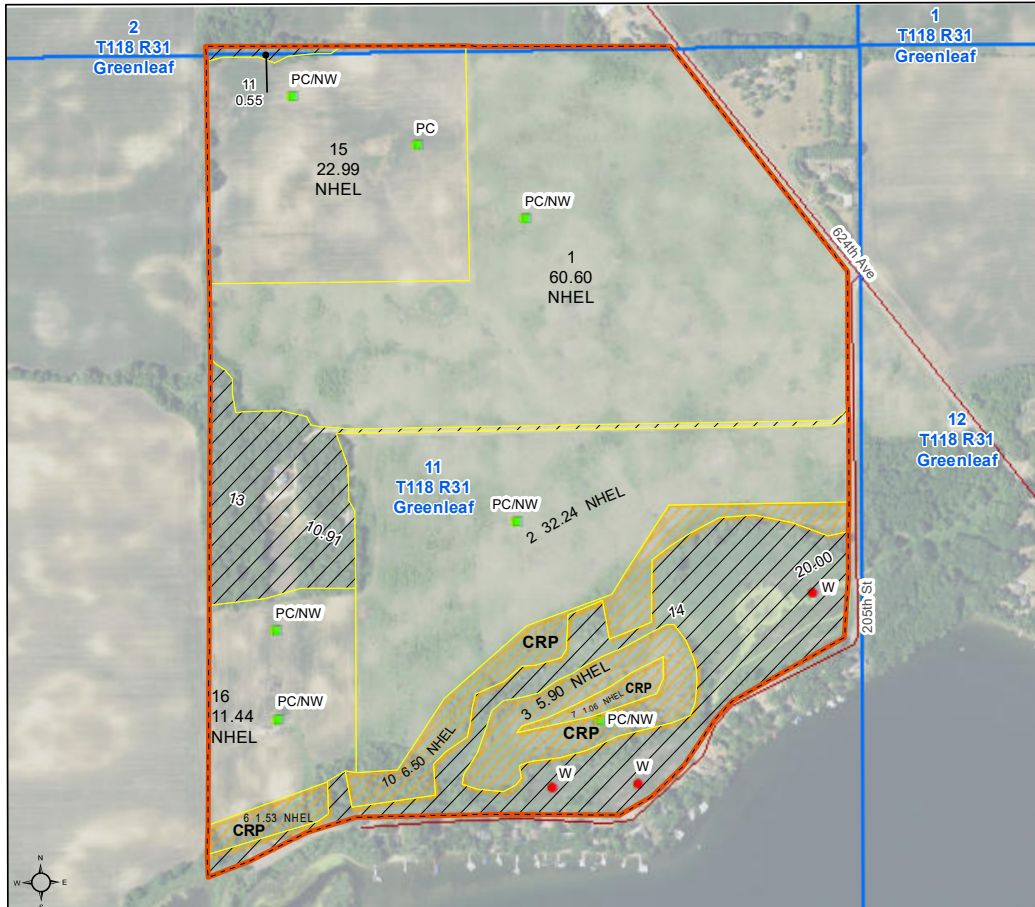 2
T118 R31
Greenleaf
1
T118 R31
Greenleaf
11
0.55
PC/NW
PC
15
22.99
NHEL
PC/NW
1
60.60
NHEL
624th Ave
12
T118 R31
Greenleaf
11
T118 R31
Greenleaf
13
10.91
PC/NW
2 32.24 NHEL
20.00
W
14
205th St
PC/NW
CRP
3 5.90 NHEL
CRP
7 1.06 NHEL
PC/NW
CRP
16
11.44
NHEL
PC/NW
10 6.50 NHEL
W
W
6 1.53 NHEL
CRP
N
W E
S